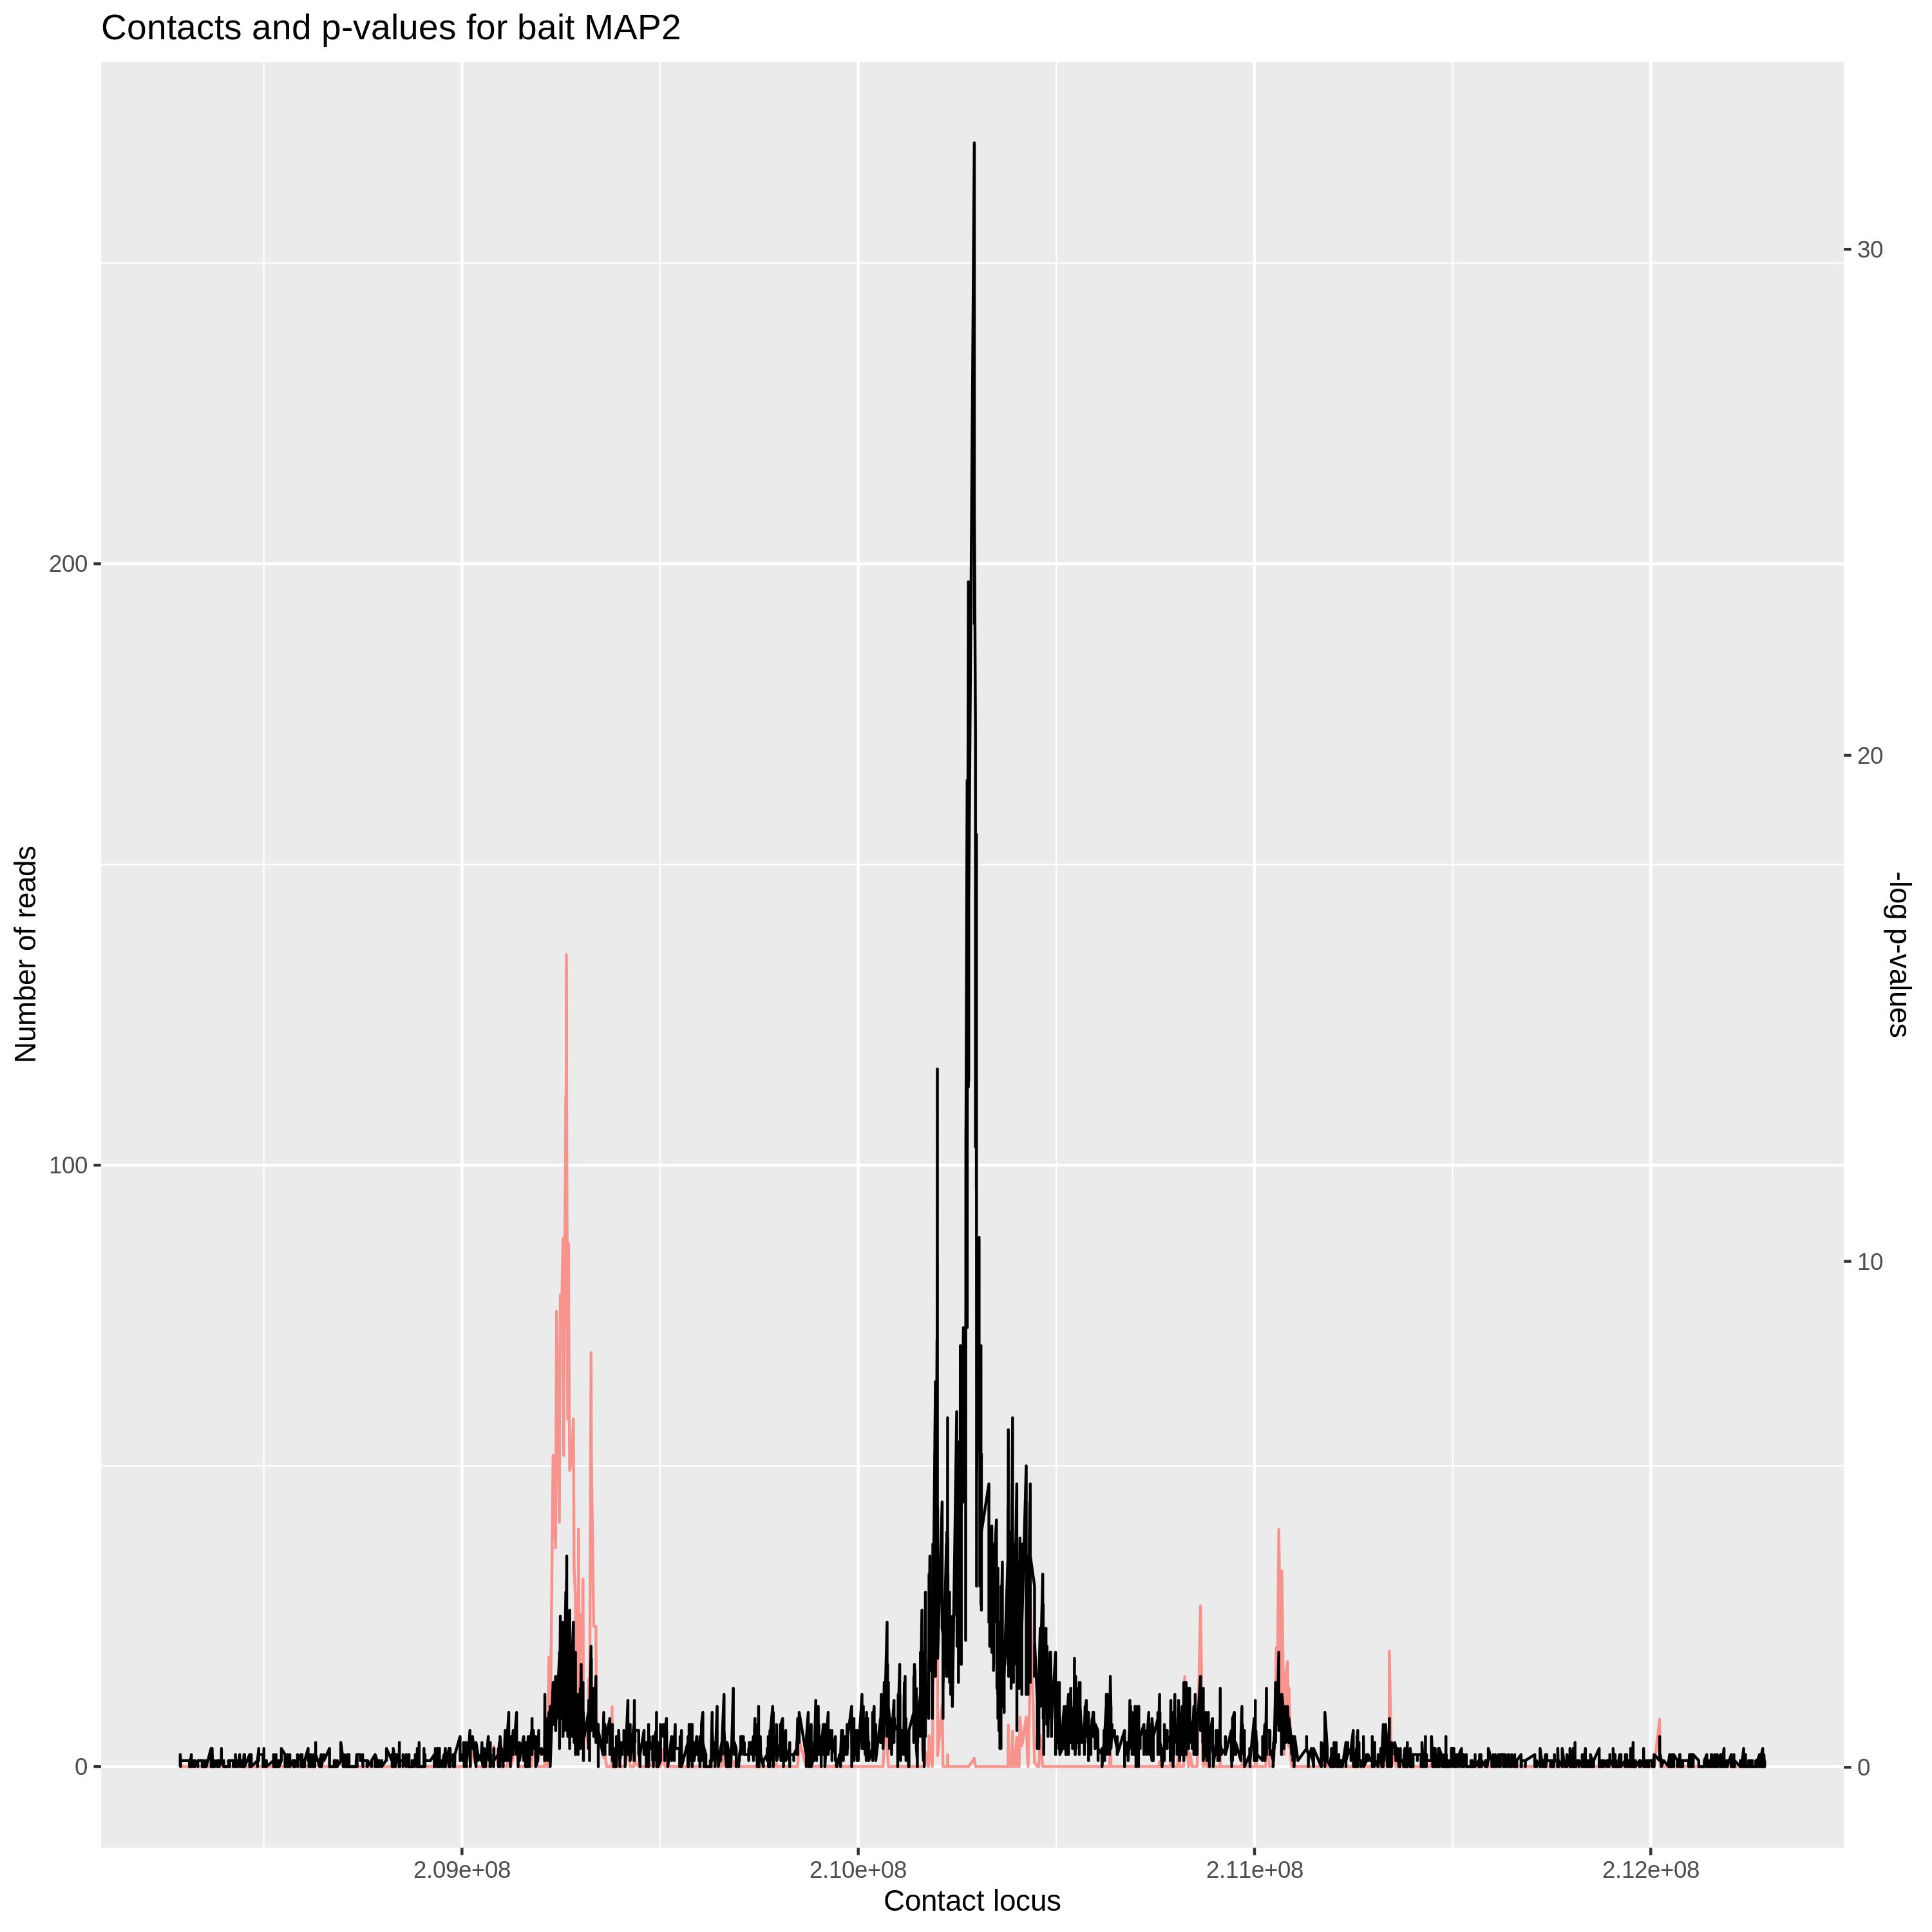 Contacts and p-values for bait MAP2
Number of reads
200
100
0
30
20
10
0
-log p-values
2.09e+08
2.10e+08
2.11e+08
2.12e+08
Contact locus